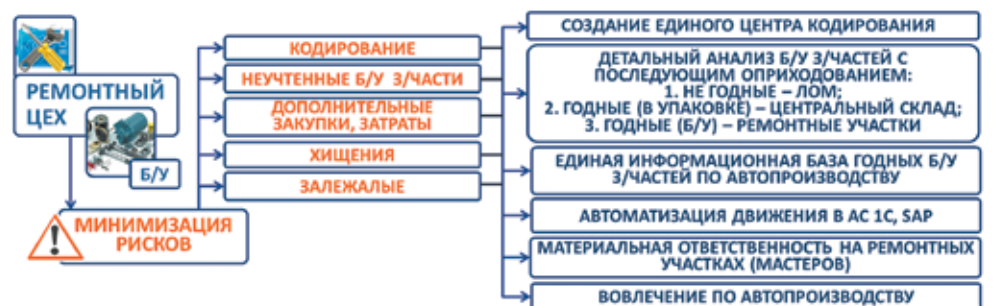 РЕМОНТНЫЙ
ЦЕХ
Б/У
МИНИМИЗАЦИЯ
РИСКОВ
КОДИРОВАНИЕ
НЕУЧТЕННЫЕ Б/У З/ЧАСТИ
ДОПОЛНИТЕЛЬНЫЕ
ЗАКУПКИ, ЗАТРАТЫ
ХИЩЕНИЯ
ЗАЛЕЖАЛЫЕ
СОЗДАНИЕ ЕДИНОГО ЦЕНТРА КОДИРОВАНИЯ
ДЕТАЛЬНЫЙ АНАЛИЗ Б/У З/ЧАСТЕЙ С
ПОСЛЕДУЮЩИМ ОПРИХОДОВАНИЕМ:
1. НЕ ГОДНЫЕ – ЛОМ;
2. ГОДНЫЕ (В УПАКОВКЕ) – ЦЕНТРАЛЬНЫЙ СКЛАД;
3. ГОДНЫЕ (Б/У) – РЕМОНТНЫЕ УЧАСТКИ
ЕДИНАЯ ИНФОРМАЦИОННАЯ БАЗА ГОДНЫХ Б/У
З/ЧАСТЕЙ ПО АВТОПРОИЗВОДСТВУ
АВТОМАТИЗАЦИЯ ДВИЖЕНИЯ В АС 1С, SAP
МАТЕРИАЛЬНАЯ ОТВЕТСТВЕННОСТЬ НА РЕМОНТНЫХ
УЧАСТКАХ (МАСТЕРОВ)
ВОВЛЕЧЕНИЕ ПО АВТОПРОИЗВОДСТВУ